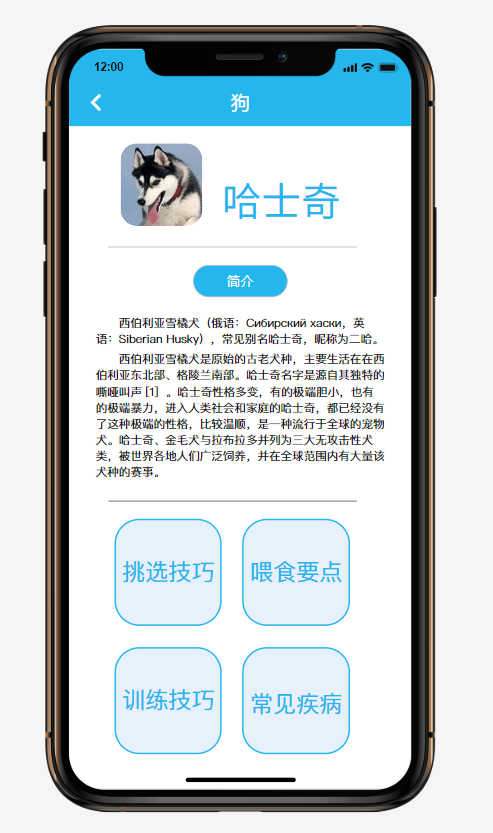 12:00
狗
哈士奇
简介
西伯利亚雪橇犬（俄语：Сибирский хаски，英
语：Siberian Husky），常见别名哈士奇，昵称为二哈。
西伯利亚雪橇犬是原始的古老犬种，主要生活在在西
伯利亚东北部、格陵兰南部。哈士奇名字是源自其独特的
嘶哑叫声 [1] 。哈士奇性格多变，有的极端胆小，也有
的极端暴力，进入人类社会和家庭的哈士奇，都已经没有
了这种极端的性格，比较温顺，是一种流行于全球的宠物
犬。哈士奇、金毛犬与拉布拉多并列为三大无攻击性犬
类，被世界各地人们广泛饲养，并在全球范围内有大量该
犬种的赛事。
挑选技巧
喂食要点
训练技巧
常见疾病